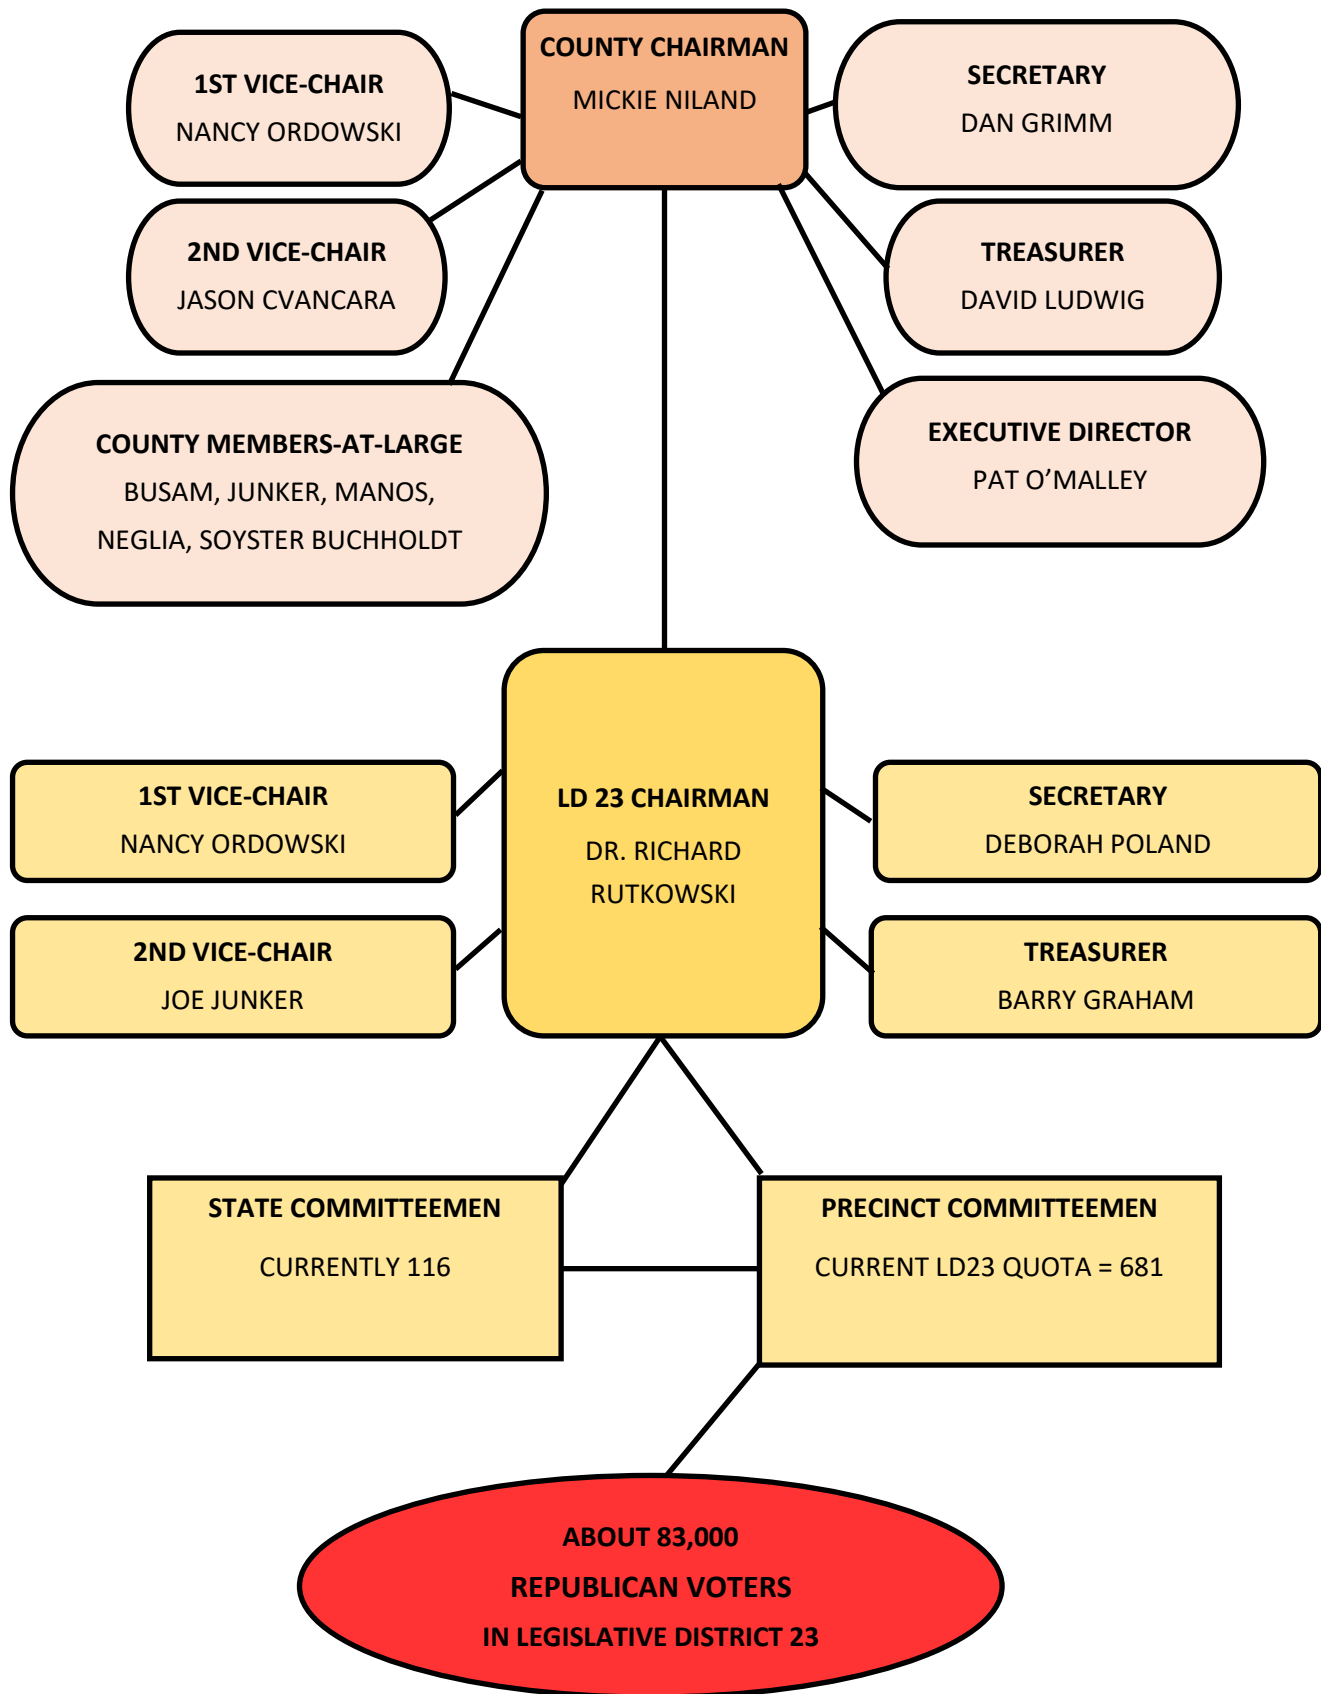 COUNTY CHAIRMAN
MICKIE NILAND
1ST VICE-CHAIR
NANCY ORDOWSKI
SECRETARY
DAN GRIMM
2ND VICE-CHAIR
JASON CVANCARA
TREASURER
DAVID LUDWIG
COUNTY MEMBERS-AT-LARGE
BUSAM, JUNKER, MANOS,
NEGLIA, SOYSTER BUCHHOLDT
EXECUTIVE DIRECTOR
PAT O’MALLEY
LD 23 CHAIRMAN
DR. RICHARD
RUTKOWSKI
1ST VICE-CHAIR
NANCY ORDOWSKI
SECRETARY
DEBORAH POLAND
2ND VICE-CHAIR
JOE JUNKER
TREASURER
BARRY GRAHAM
STATE COMMITTEEMEN
CURRENTLY 116
PRECINCT COMMITTEEMEN
CURRENT LD23 QUOTA = 681
ABOUT 83,000
REPUBLICAN VOTERS
IN LEGISLATIVE DISTRICT 23